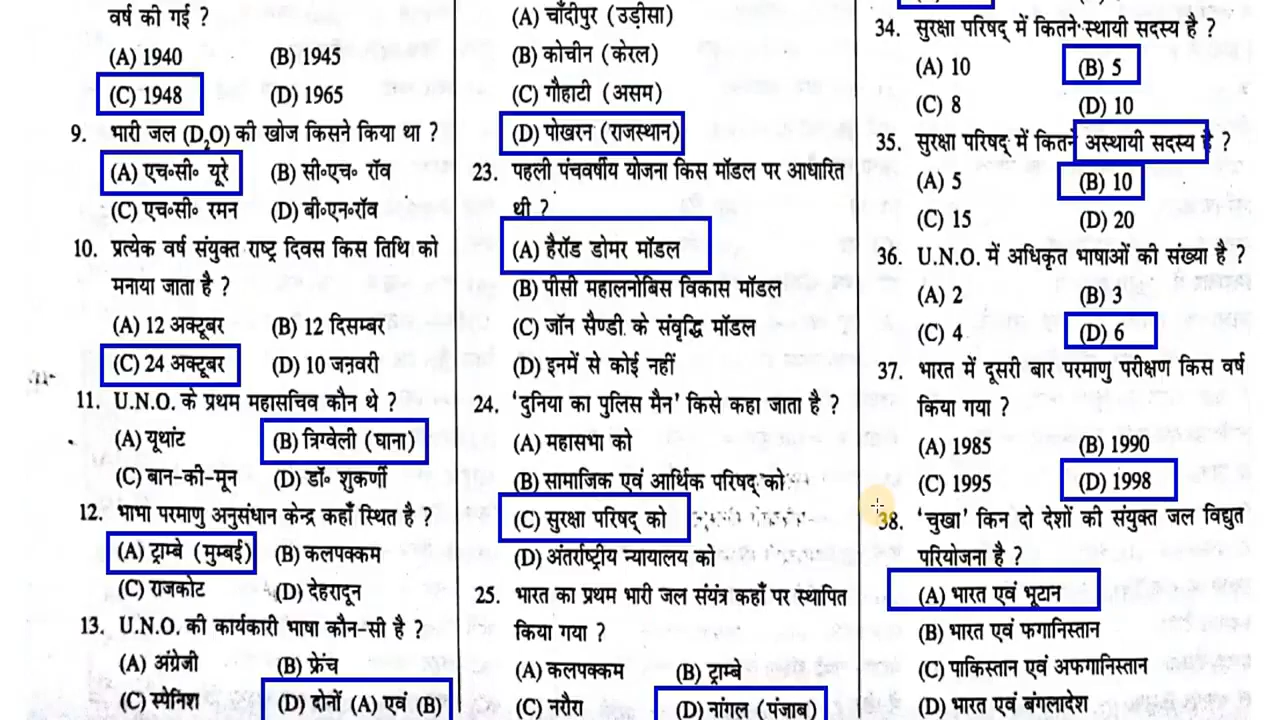 वर्ष की गई ?
(A) 1940 (B) 1945
(C) 1948 (D) 1965
9. भारी जल (D2O) की खोज किसने किया था ?
(A) एच॰सी॰ यूरे (B) सी॰एच॰ रॉव
(C) एच॰सी॰ रमन (D) बी॰एन॰रॉव
10. प्रत्येक वर्ष संयुक्त राष्ट्र दिवस किस तिथि को
मनाया जाता है ?
(A) 12 अक्टूबर (B) 12 दिसम्बर
(C) 24 अक्टूबर (D) 10 जनवरी
11. U.N.O. के प्रथम महासचिव कौन थे ?
(A) यूथांट (B) त्रिग्वेली (घाना)
(C) बान-की-मून (D) डॉ॰ शुकर्णी
12. भाषा परमाणु अनुसंधान केन्द्र कहाँ स्थित है ?
(A) ट्राम्बे (मुम्बई) (B) कलपक्कम
(C) राजकोट (D) देहरादून
13. U.N.O. की कार्यकारी भाषा कौन-सी है ?
(A) अंग्रेजी (B) फ्रेंच
(C) स्पेनिश (D) दोनों (A) एवं (B)
(A) चाँदीपुर (उड़ीसा)
(B) कोचीन (केरल)
(C) गौहाटी (असम)
(D) पोखरन (राजस्थान)
23. पहली पंचवर्षीय योजना किस मॉडल पर आधारित
थी ?
(A) हैरॉड डोमर मॉडल
(B) पीसी महालनोबिस विकास मॉडल
(C) जॉन सैण्डी के संवृद्धि मॉडल
(D) इनमें से कोई नहीं
24. 'दुनिया का पुलिस मैन' किसे कहा जाता है ?
(A) महासभा को
(B) सामाजिक एवं आर्थिक परिषद् को
(C) सुरक्षा परिषद् को
(D) अंतर्राष्ट्रीय न्यायालय को
25. भारत का प्रथम भारी जल संयंत्र कहाँ पर स्थापित
किया गया ?
(A) कलपक्कम (B) ट्राम्बे
(C) नरौरा (D) नांगल (पंजाब)
34. सुरक्षा परिषद् में कितने स्थायी सदस्य है ?
(A) 10 (B) 5
(C) 8 (D) 10
35. सुरक्षा परिषद् में कितने अस्थायी सदस्य है ?
(A) 5 (B) 10
(C) 15 (D) 20
36. U.N.O. में अधिकृत भाषाओं की संख्या है ?
(A) 2 (B) 3
(C) 4 (D) 6
37. भारत में दूसरी बार परमाणु परीक्षण किस वर्ष
किया गया ?
(A) 1985 (B) 1990
(C) 1995 (D) 1998
38. 'चुखा' किन दो देशों की संयुक्त जल विद्युत
परियोजना है ?
(A) भारत एवं भूटान
(B) भारत एवं फगानिस्तान
(C) पाकिस्तान एवं अफगानिस्तान
(D) भारत एवं बंगलादेश